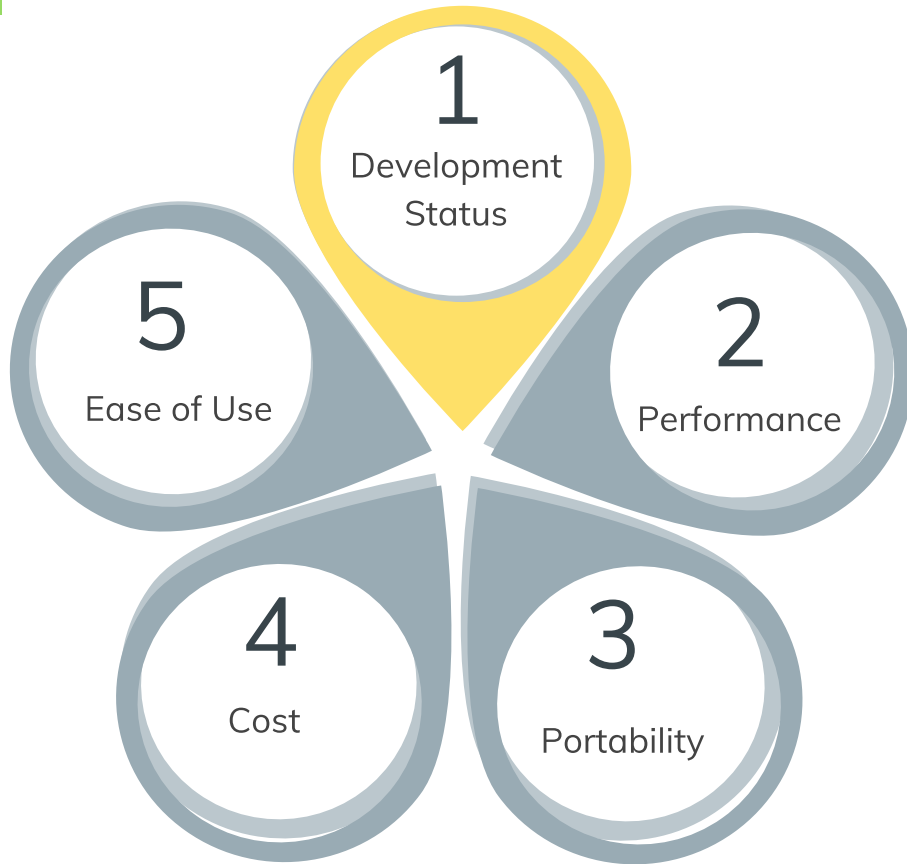 1
Development
Status
2
Performance
3
Portability
4
Cost
5
Ease of Use